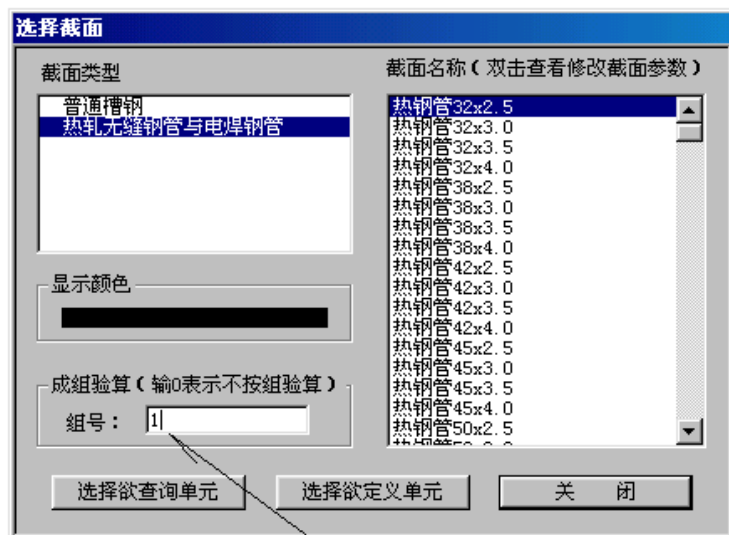 选择截面
截面类型
普通槽钢
热轧无缝钢管与电焊钢管
显示颜色
成组验算(输0表示不按组验算)
组号: 1
截面名称(双击查看修改截面参数)
热钢管32x2.5
热钢管32x3.0
热钢管32x3.5
热钢管32x4.0
热钢管38x2.5
热钢管38x3.0
热钢管38x3.5
热钢管38x4.0
热钢管42x2.5
热钢管42x3.0
热钢管42x3.5
热钢管42x4.0
热钢管45x2.5
热钢管45x3.0
热钢管45x3.5
热钢管45x4.0
热钢管50x2.5
选择欲查询单元
选择欲定义单元
关 闭